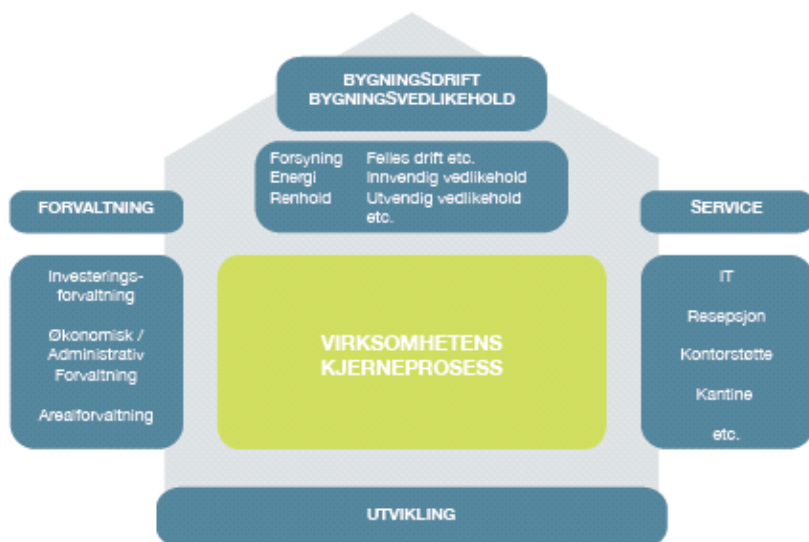 BYGNINGSDRIFT
BYGNINGSVEDLIKEHOLD
Forsyning Felles drift etc.
Energi Innvendig vedlikehold
Renhold Utvendig vedlikehold
etc.
FORVALTNING
Investerings-
forvaltning
Økonomisk /
Administrativ
Forvaltning
Arealforvaltning
VIRKSOMHETENS
KJERNEPROSESS
SERVICE
IT
Resepsjon
Kontorstøtte
Kantine
etc.
UTVIKLING